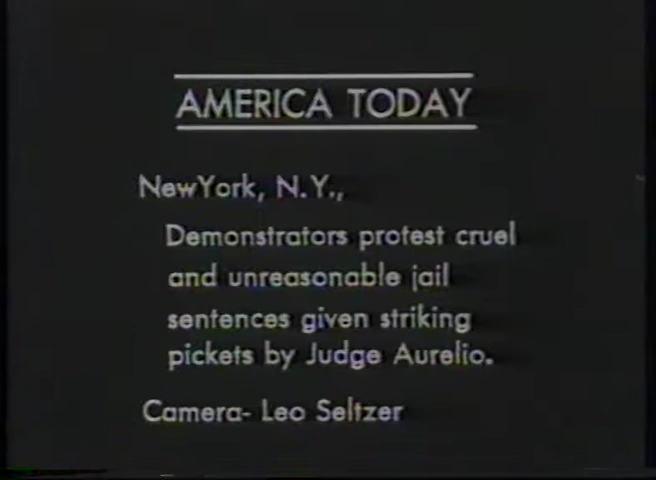 AMERICA TODAY
NewYork, N.Y.,
Demonstrators protest cruel
and unreasonable jail
sentences given striking
pickets by Judge Aurelio.
Camera- Leo Seltzer